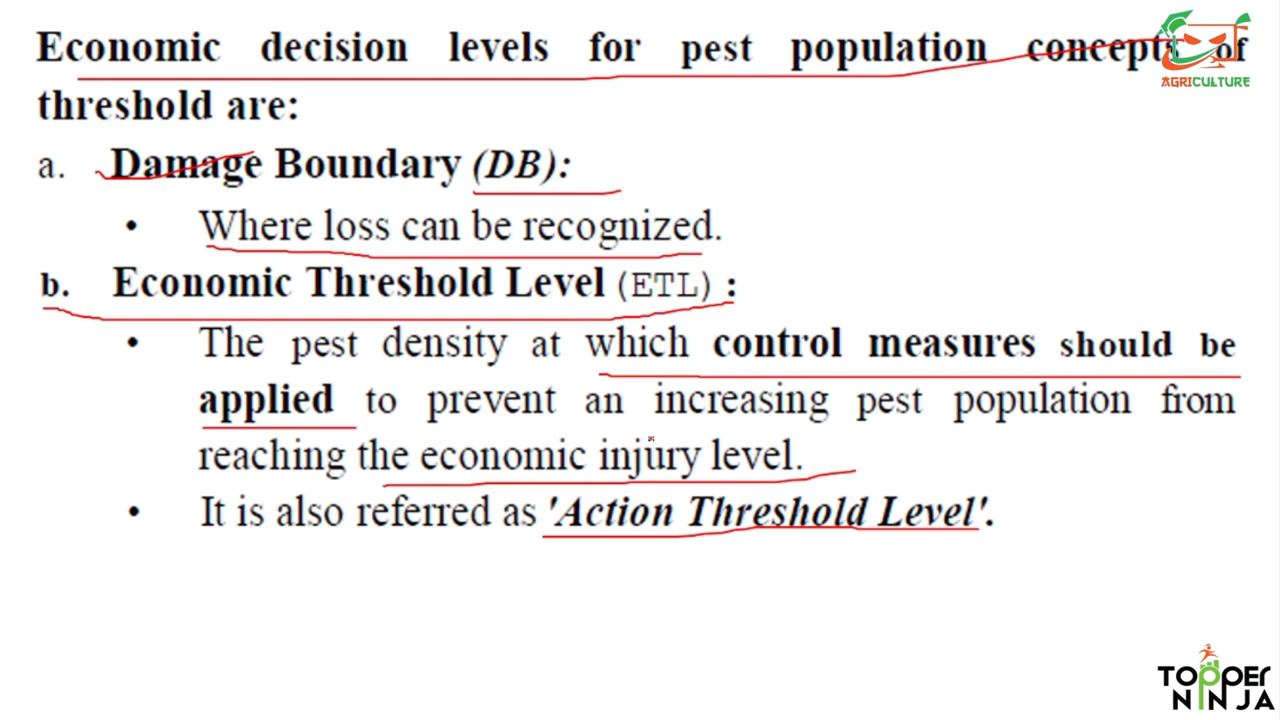 Economic decision levels for pest population concepts of
threshold are:
a. Damage Boundary (DB):
• Where loss can be recognized.
b. Economic Threshold Level (ETL) :
• The pest density at which control measures should be
applied to prevent an increasing pest population from
reaching the economic injury level.
• It is also referred as 'Action Threshold Level'.
AGRICULTURE
TOPPER
NINJA